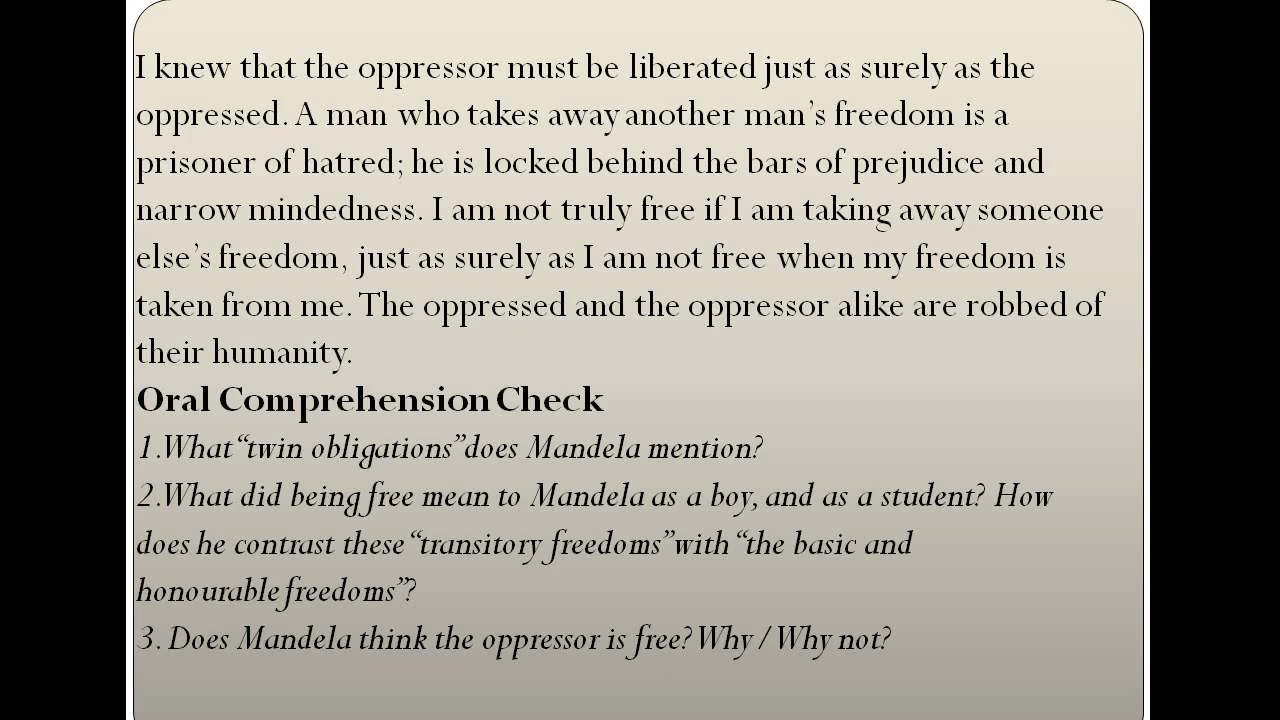 I knew that the oppressor must be liberated just as surely as the
oppressed. A man who takes away another man’s freedom is a
prisoner of hatred; he is locked behind the bars of prejudice and
narrow mindedness. I am not truly free if I am taking away someone
else’s freedom, just as surely as I am not free when my freedom is
taken from me. The oppressed and the oppressor alike are robbed of
their humanity.
Oral Comprehension Check
1.What “twin obligations” does Mandela mention?
2.What did being free mean to Mandela as a boy, and as a student? How
does he contrast these “transitory freedoms” with “the basic and
honourable freedoms”?
3. Does Mandela think the oppressor is free? Why / Why not?